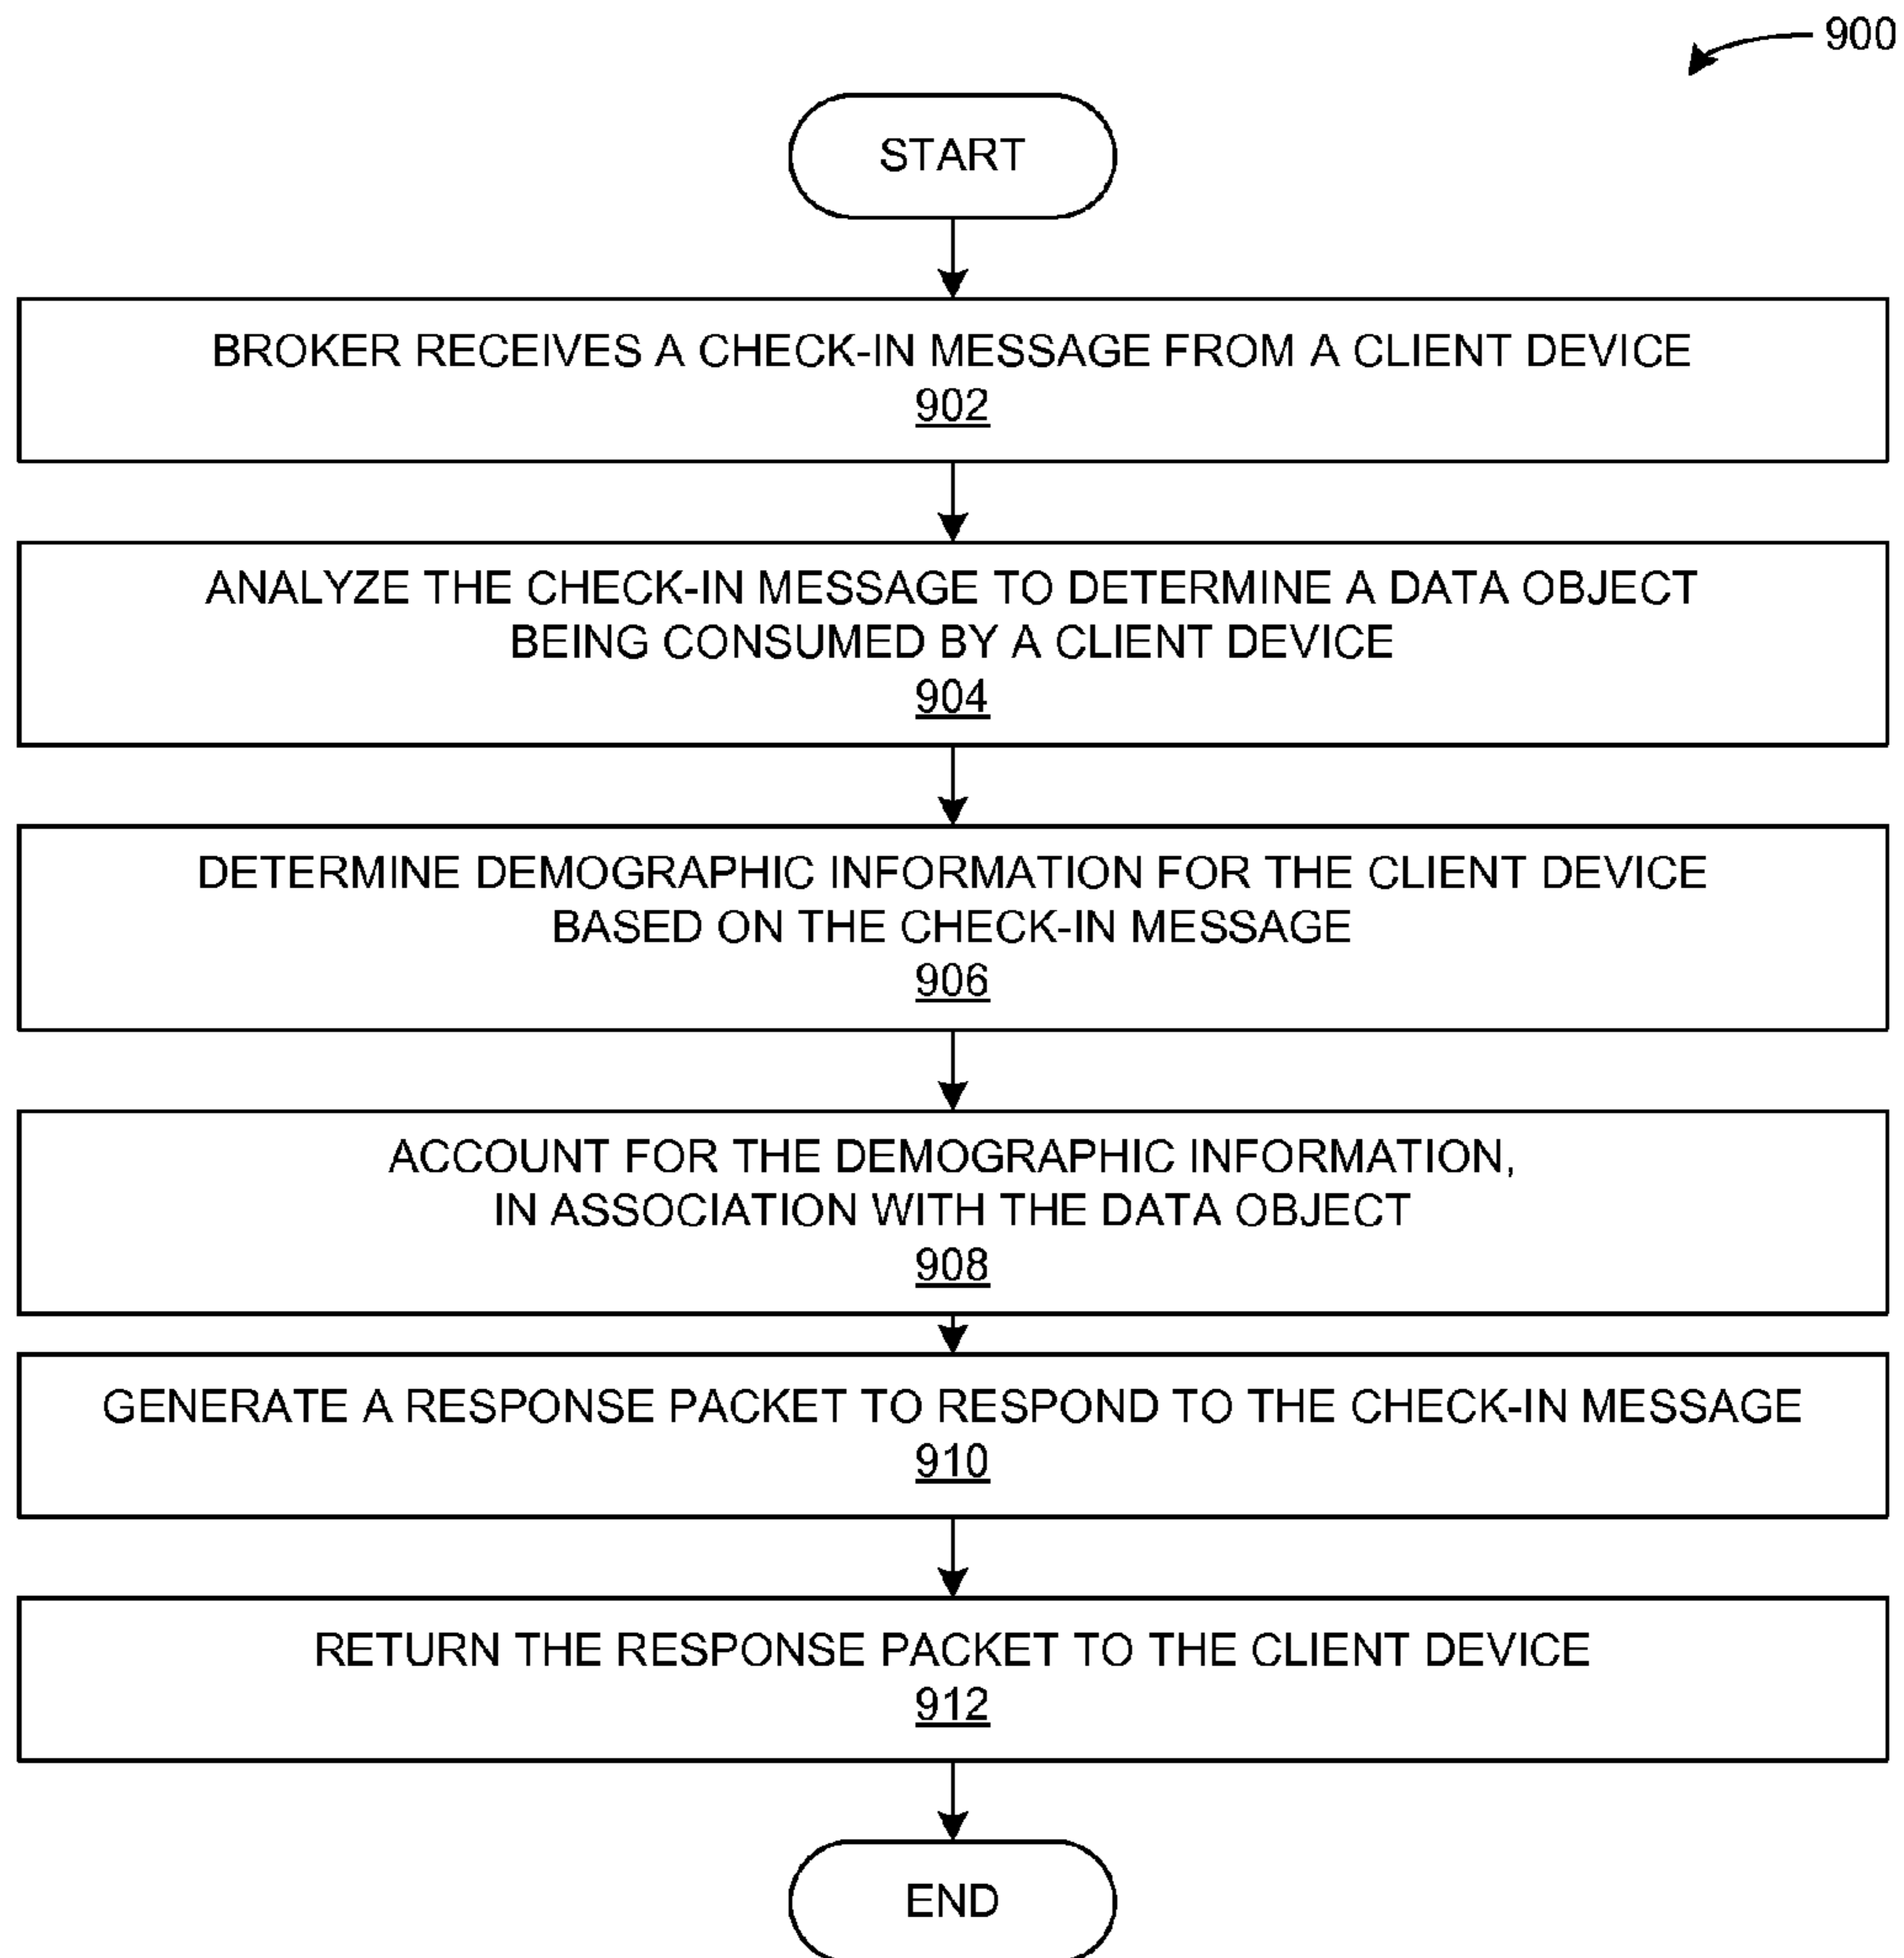 900
START
BROKER RECEIVES A CHECK-IN MESSAGE FROM A CLIENT DEVICE
902
ANALYZE THE CHECK-IN MESSAGE TO DETERMINE A DATA OBJECT
BEING CONSUMED BY A CLIENT DEVICE
904
DETERMINE DEMOGRAPHIC INFORMATION FOR THE CLIENT DEVICE
BASED ON THE CHECK-IN MESSAGE
906
ACCOUNT FOR THE DEMOGRAPHIC INFORMATION,
IN ASSOCIATION WITH THE DATA OBJECT
908
GENERATE A RESPONSE PACKET TO RESPOND TO THE CHECK-IN MESSAGE
910
RETURN THE RESPONSE PACKET TO THE CLIENT DEVICE
912
END